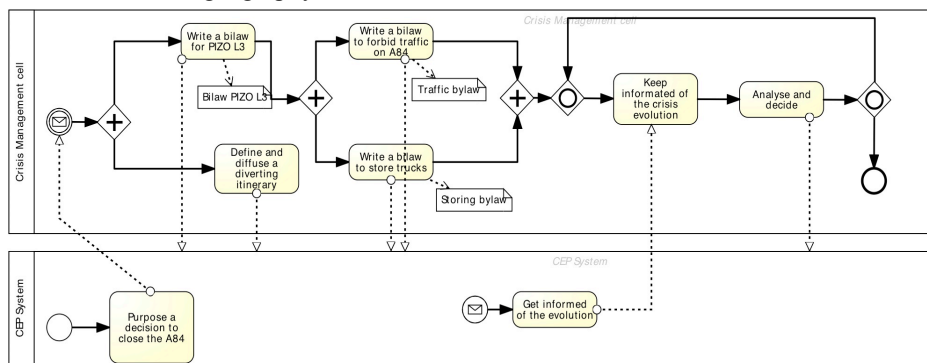 Crisis Management cell
Crisis Management cell
Write a bilaw
for PIZO L3
Bilaw PIZO L3
Write a bilaw
to forbid traffic
on A84
Traffic bylaw
Define and
diffuse a
diverting
itinerary
Write a bilaw
to store trucks
Storing bylaw
Keep
informated of
the crisis
evolution
Analyse and
decide
CEP System
CEP System
Purpose a
decision to
close the A84
Get informed
of the evolution